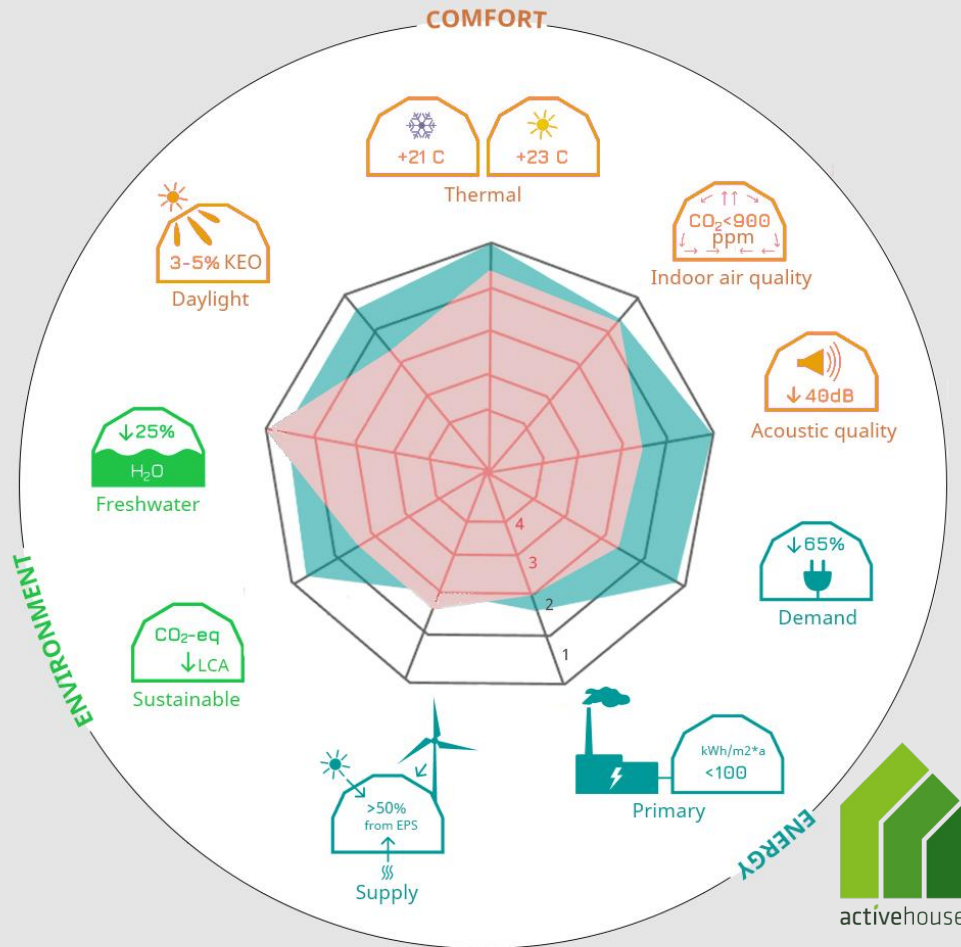 COMFORT
+21 C
+23 C
Thermal
CO₂<900
ppm
Indoor air quality
3-5% КЕО
Daylight
↓40dB
Acoustic quality
↓25%
H₂O
Freshwater
↓65%
Demand
4
3
2
1
CO₂-eq
↓LCA
Sustainable
ENVIRONMENT
kWh/m2*a
<100
Primary
>50%
from EPS
Supply
ENERGY
activehouse